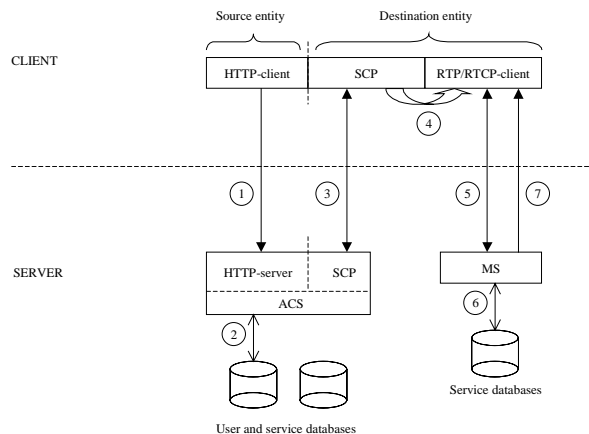 Source entity
Destination entity
CLIENT
HTTP-client
SCP
RTP/RTCP-client
4
1
3
5
7
SERVER
HTTP-server
SCP
MS
ACS
6
2
Service databases
User and service databases